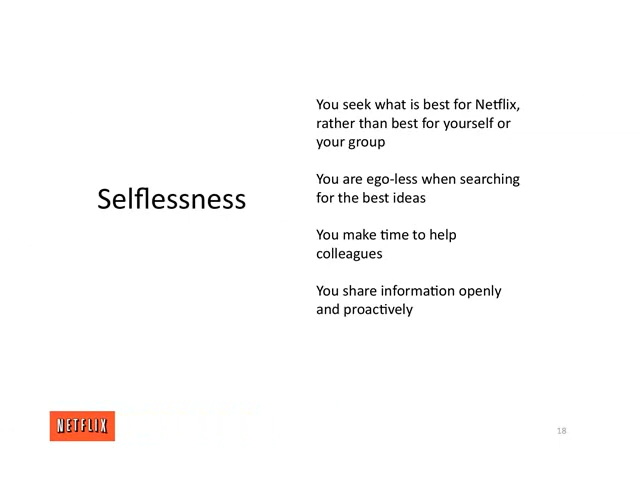 Selflessness
You seek what is best for Netflix,
rather than best for yourself or
your group
You are ego-less when searching
for the best ideas
You make time to help
colleagues
You share information openly
and proactively
NETFLIX
18